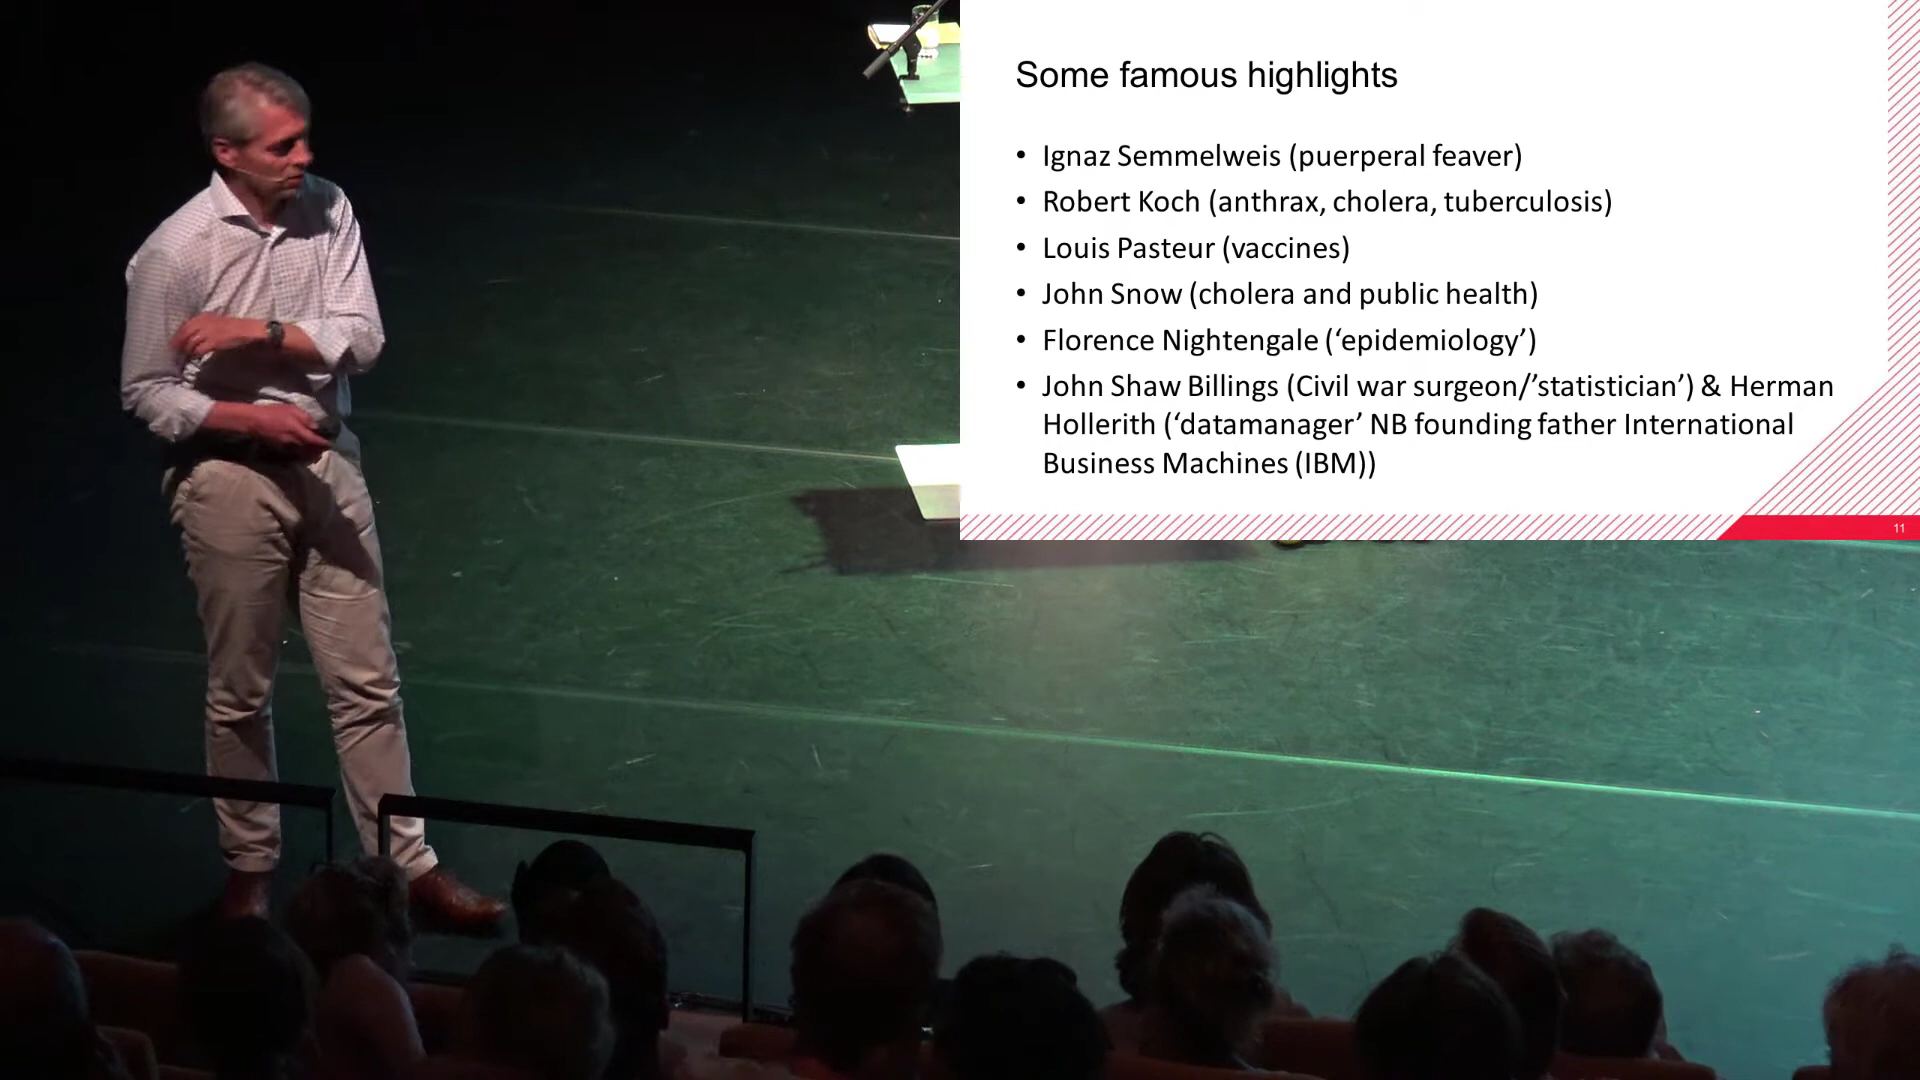 Some famous highlights
• Ignaz Semmelweis (puerperal feaver)
• Robert Koch (anthrax, cholera, tuberculosis)
• Louis Pasteur (vaccines)
• John Snow (cholera and public health)
• Florence Nightengale (‘epidemiology’)
• John Shaw Billings (Civil war surgeon/’statistician’) & Herman
Hollerith (‘datamanager’ NB founding father International
Business Machines (IBM))
11